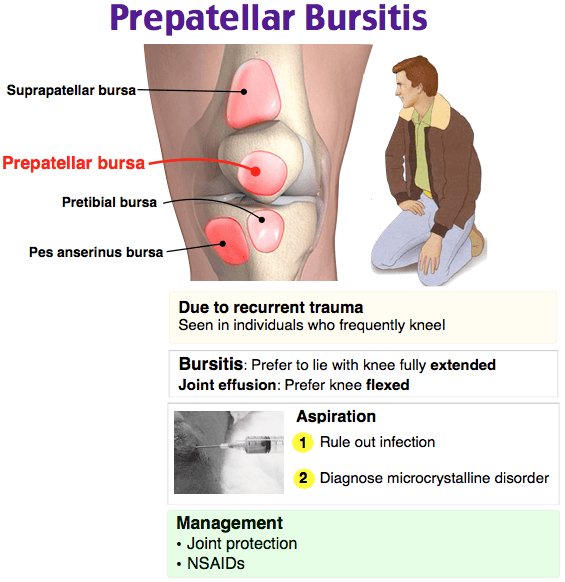 Prepatellar Bursitis
Suprapatellar bursa
Prepatellar bursa
Pretibial bursa
Pes anserinus bursa
Due to recurrent trauma
Seen in individuals who frequently kneel
Bursitis: Prefer to lie with knee fully extended
Joint effusion: Prefer knee flexed
Aspiration
1 Rule out infection
2 Diagnose microcrystalline disorder
Management
• Joint protection
• NSAIDs